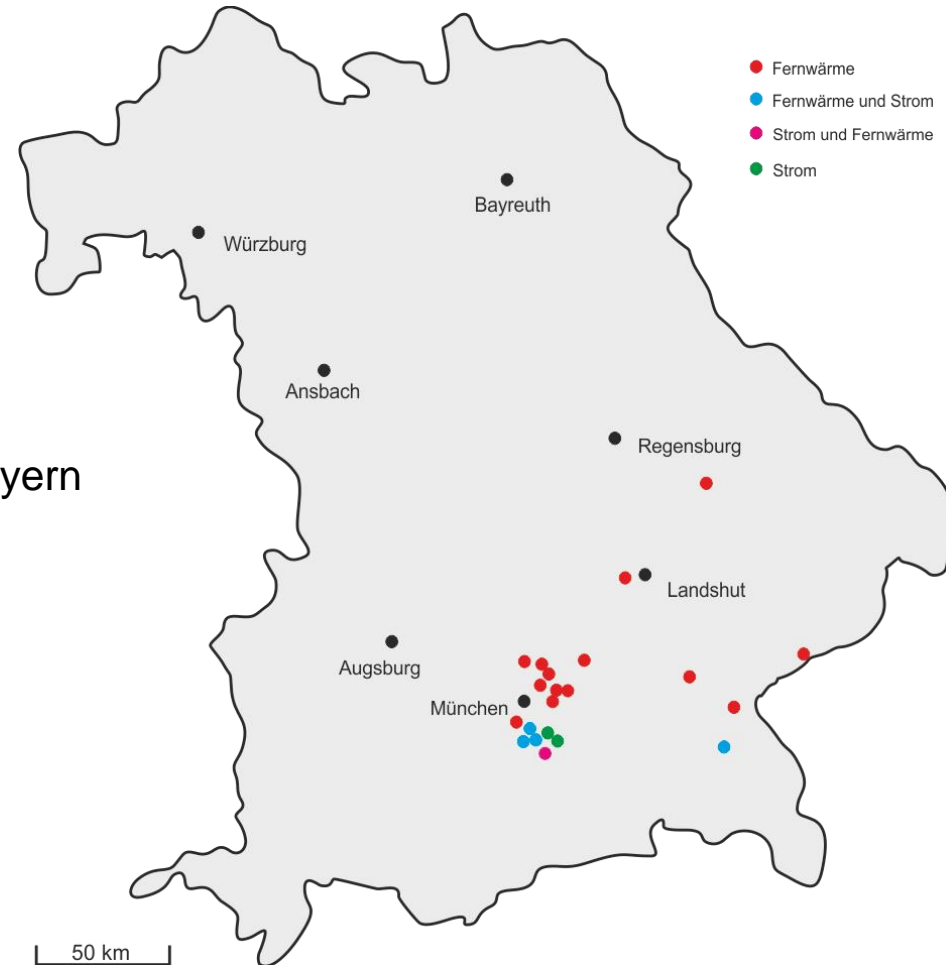 Fernwärme
Fernwärme und Strom
Strom und Fernwärme
Strom
Bayreuth
Würzburg
Ansbach
Regensburg
yern
Landshut
Augsburg
München
50 km